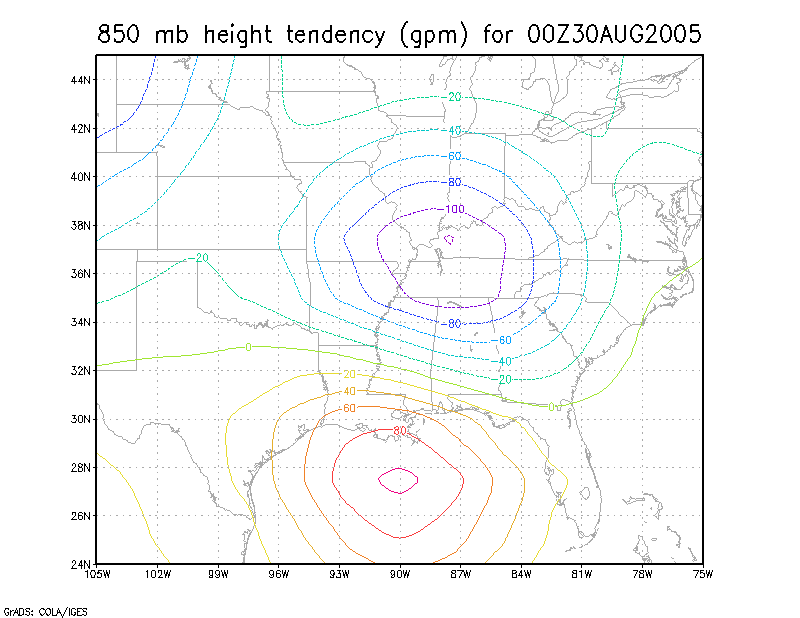 850 mb height tendency (gpm) for 00Z30AUG2005
44N
-20
42N
-40
-60
40N
-80
-100
38N
-20
36N
34N
-80
-60
0
-40
32N
20
-20
40
60
0
30N
80
28N
26N
24N
105W 102W 99W 96W 93W 90W 87W 84W 81W 78W 75W
GrADS: COLA/IGES